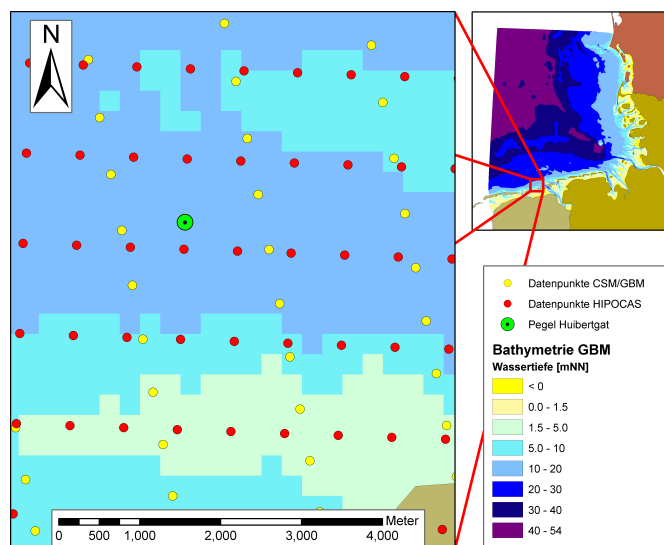 N
0 500 1,000 2,000 3,000 4,000
Meter
Datenpunkte CSM/GBM
Datenpunkte HIPOCAS
Pegel Huibertgat
Bathymetrie GBM
Wassertiefe [mNN]
< 0
0.0 - 1.5
1.5 - 5.0
5.0 - 10
10 - 20
20 - 30
30 - 40
40 - 54